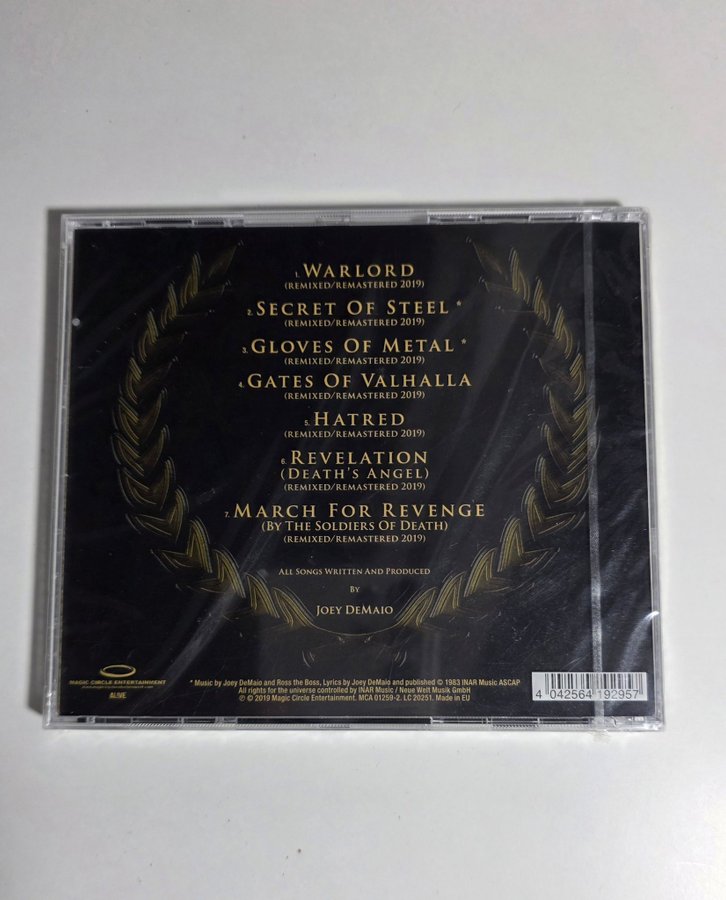 1. WARLORD
(REMIXED/REMASTERED 2019)
2. SECRET OF STEEL *
(REMIXED/REMASTERED 2019)
3. GLOVES OF METAL *
(REMIXED/REMASTERED 2019)
4. GATES OF VALHALLA
(REMIXED/REMASTERED 2019)
5. HATRED
(REMIXED/REMASTERED 2019)
6. REVELATION
(DEATH'S ANGEL)
(REMIXED/REMASTERED 2019)
7. MARCH FOR REVENGE
(BY THE SOLDIERS OF DEATH)
(REMIXED/REMASTERED 2019)
ALL SONGS WRITTEN AND PRODUCED
BY
JOEY DEMAIO
MAGIC CIRCLE ENTERTAINMENT
ALIVE
* Music by Joey DeMaio and Ross the Boss, Lyrics by Joey DeMaio and published © 1983 INAR Music ASCAP
All rights for the universe controlled by INAR Music / Neue Welt Musik GmbH
℗ © 2019 Magic Circle Entertainment. MCA 01259-2. LC 20251. Made in EU
4 042564 192957